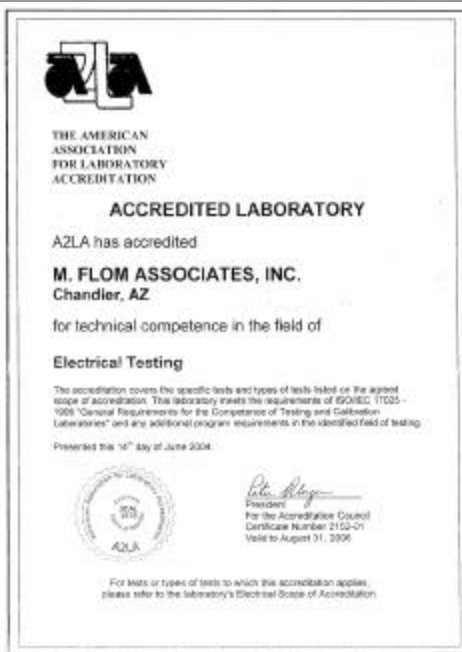 A2LA
THE AMERICAN
ASSOCIATION
FOR LABORATORY
ACCREDITATION
ACCREDITED LABORATORY
A2LA has accredited
M. FLOM ASSOCIATES, INC.
Chandler, AZ
for technical competence in the field of
Electrical Testing
The accreditation covers the specific tests and types of tests listed on the agreed
scope of accreditation. This laboratory meets the requirements of ISO/IEC 17025 -
1999 "General Requirements for the Competence of Testing and Calibration
Laboratories" and any additional program requirements in the identified field of testing.
Presented this 14th day of June 2004.
SEAL
A2LA
President
For the Accreditation Council
Certificate Number 2152-01
Valid to August 31, 2006
For tests or types of tests to which this accreditation applies,
please refer to the laboratory's Electrical Scope of Accreditation